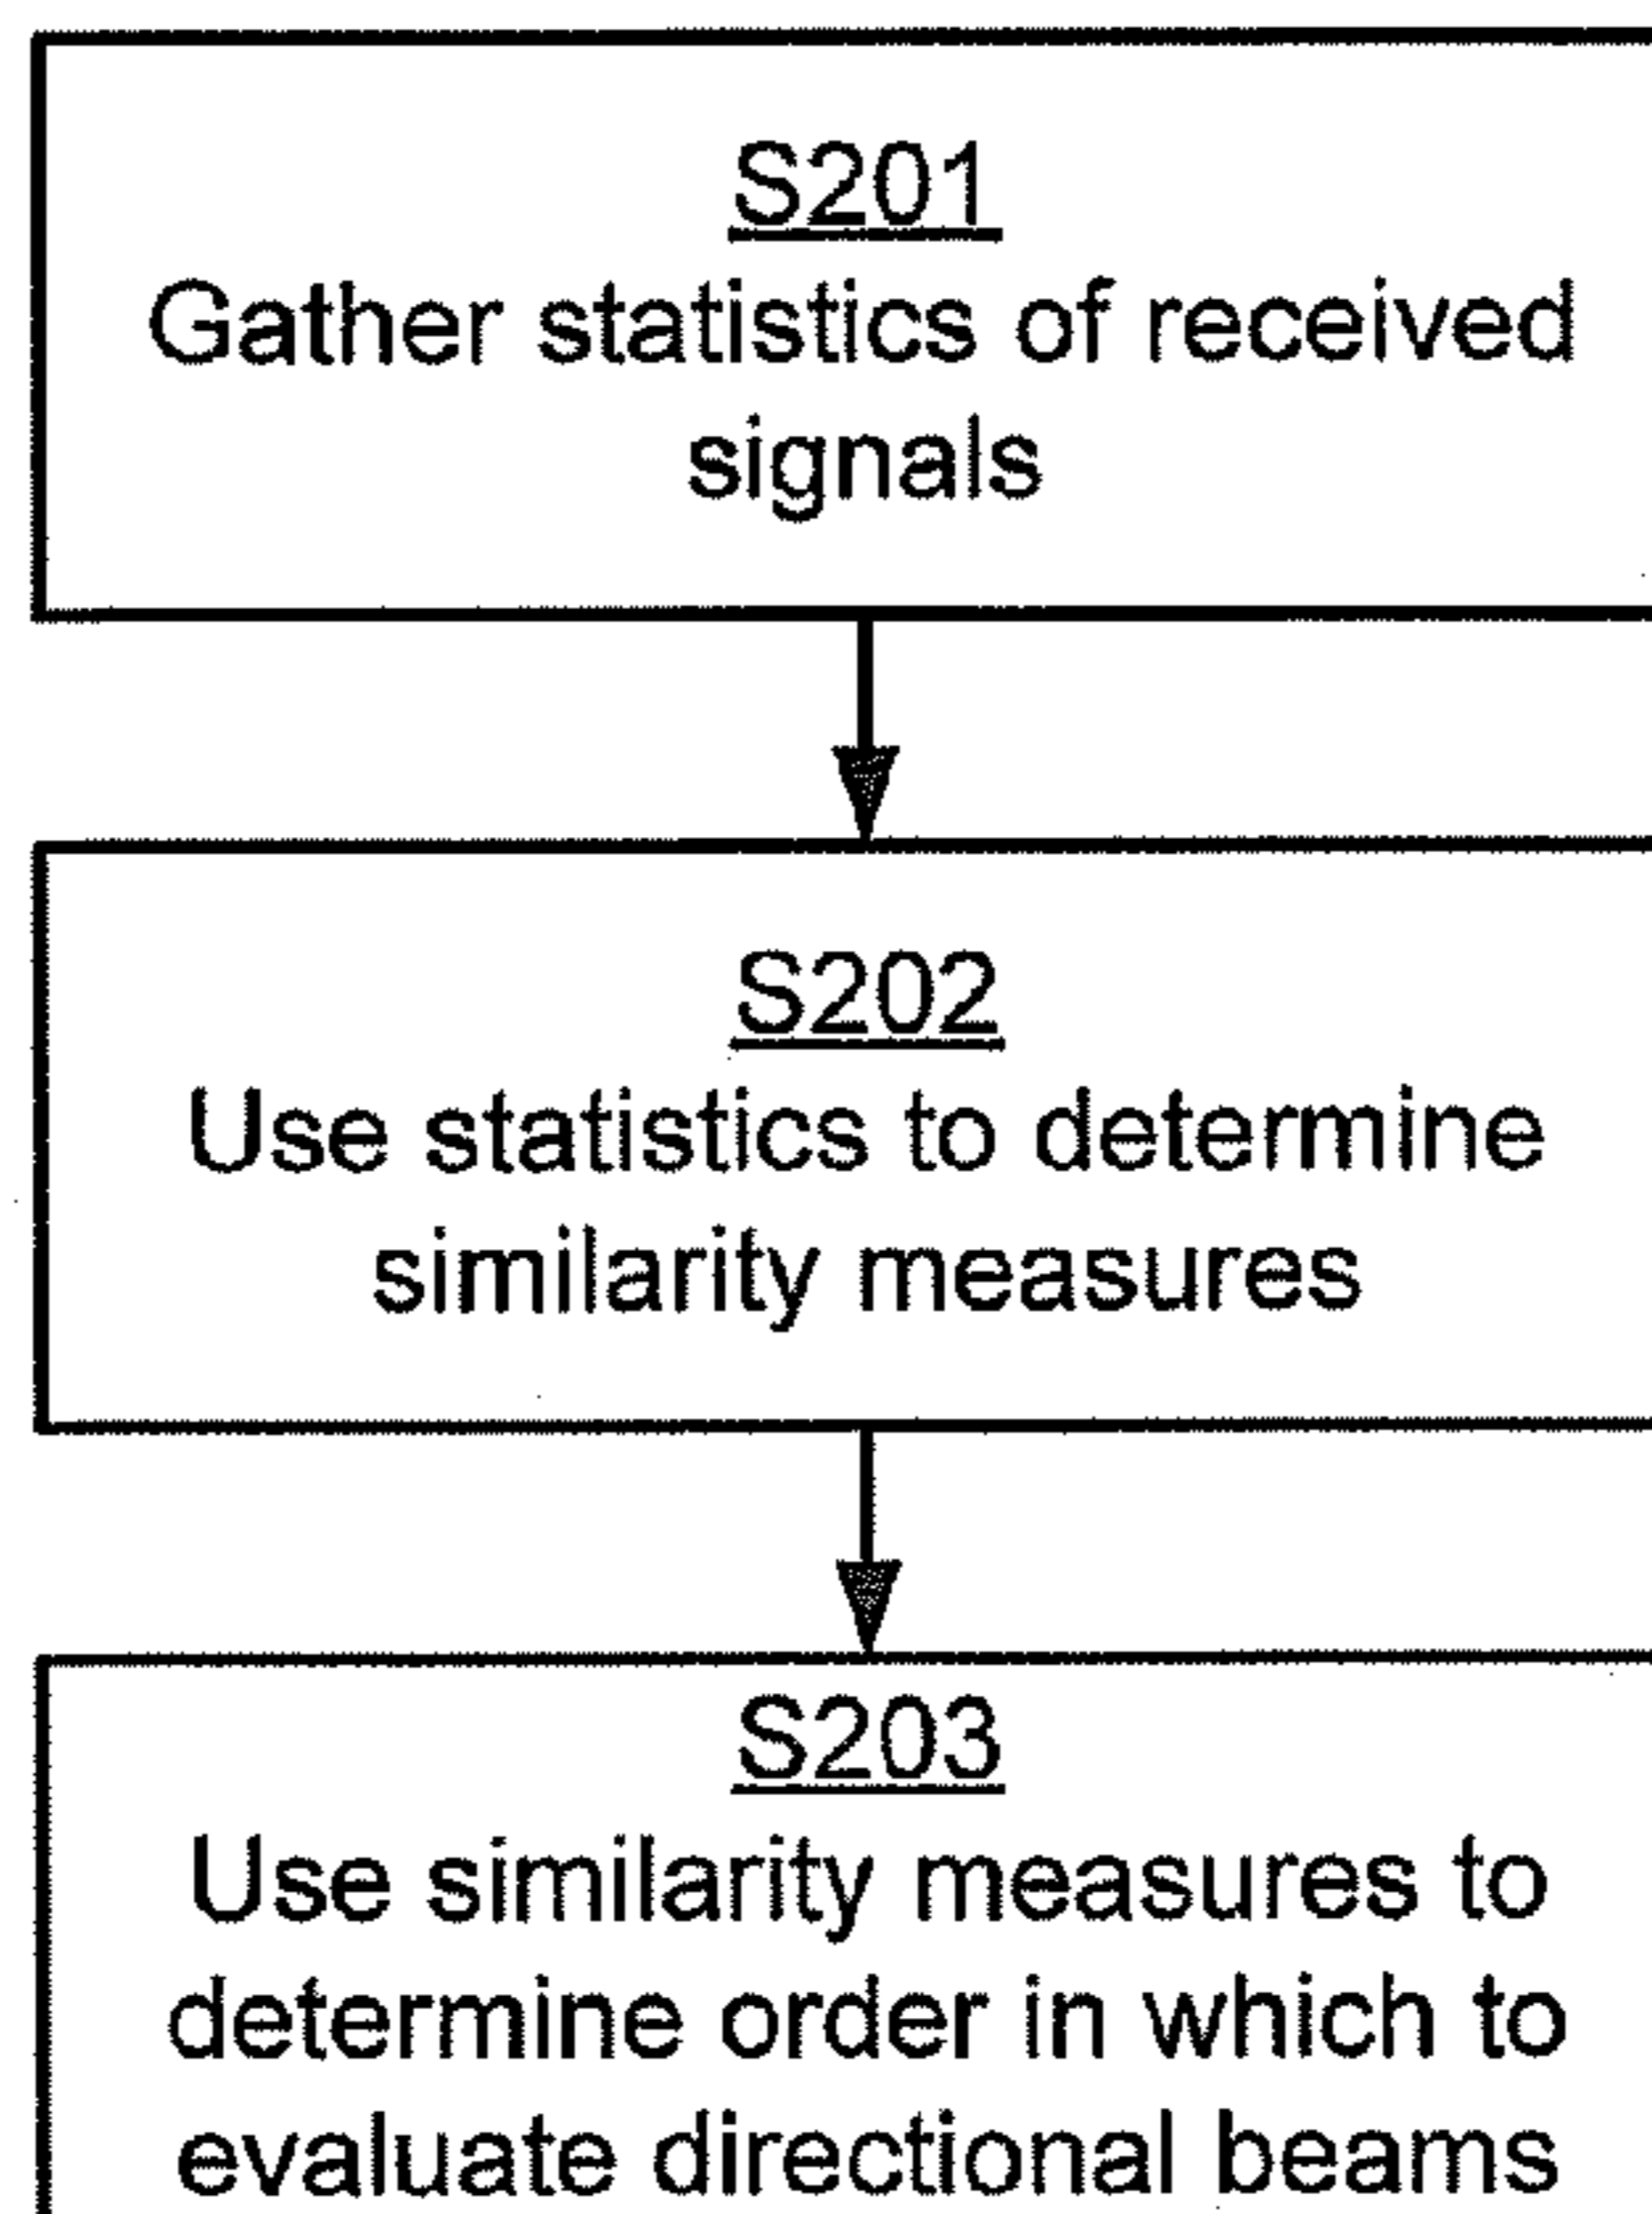 S201
Gather statistics of received
signals
S202
Use statistics to determine
similarity measures
S203
Use similarity measures to
determine order in which to
evaluate directional beams